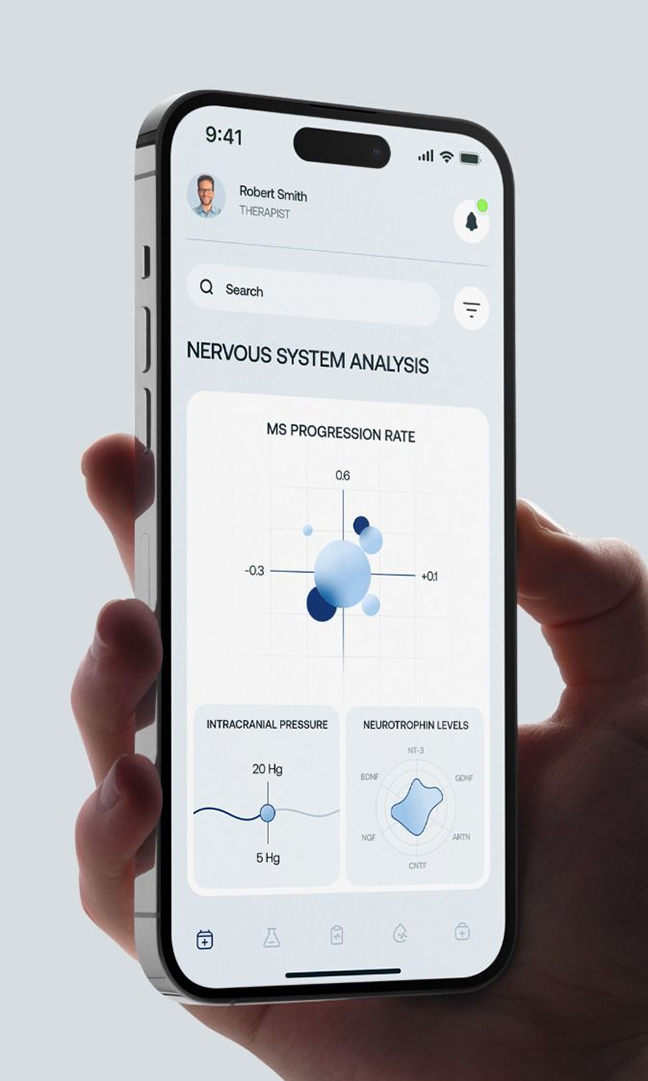 9:41
Robert Smith
THERAPIST
Search
NERVOUS SYSTEM ANALYSIS
MS PROGRESSION RATE
0.6
-0.3
+0.1
INTRACRANIAL PRESSURE
20 Hg
5 Hg
NEUROTROPHIN LEVELS
NT-3
BDNF
GDNF
NGF
ARTN
CNTF